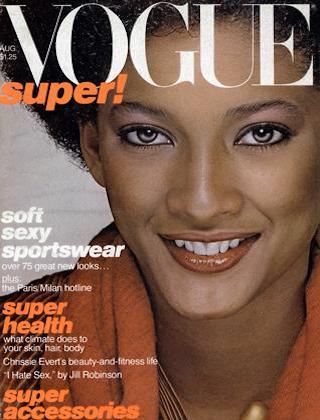 VOGUE
AUG
$1.25
super!
soft
sexy
sportswear
over 75 great new looks...
plus:
the Paris/Milan hotline
super
health
what climate does to
your skin, hair, body
Chrissie Evert's beauty-and-fitness life
"I Hate Sex," by Jill Robinson
super
accessories